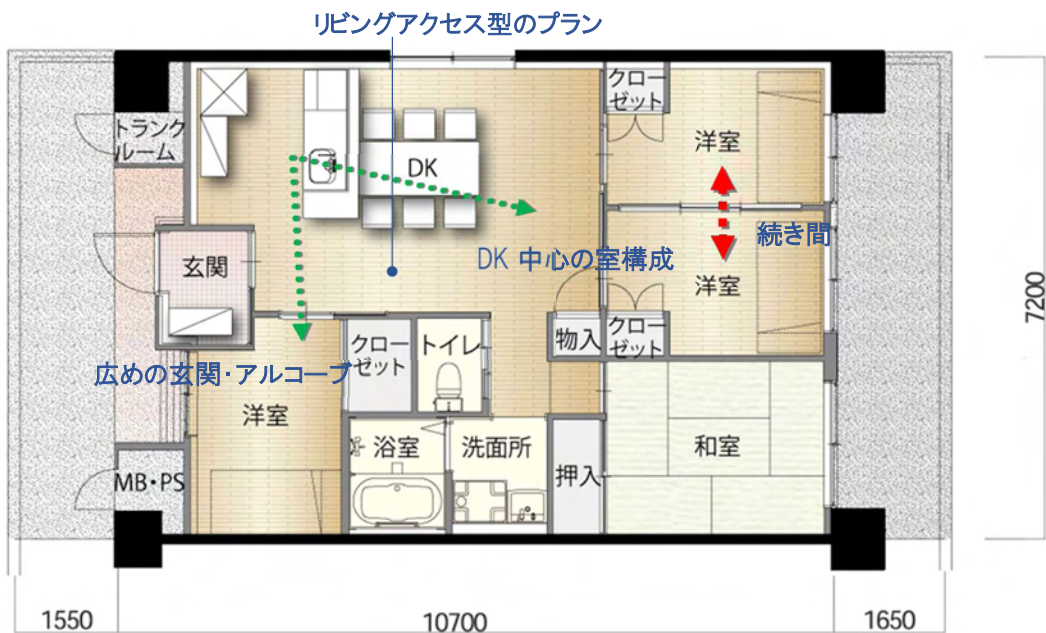 リビングアクセス型のプラン
クロー
ゼット
トランク
ルーム
洋室
DK
続き間
DK 中心の室構成
玄関
洋室
7200
物入
クロー
ゼット
クロー
ゼット
トイレ
広めの玄関・アルコーブ
洋室
浴室
洗面所
押入
和室
MB・PS
1550
10700
1650